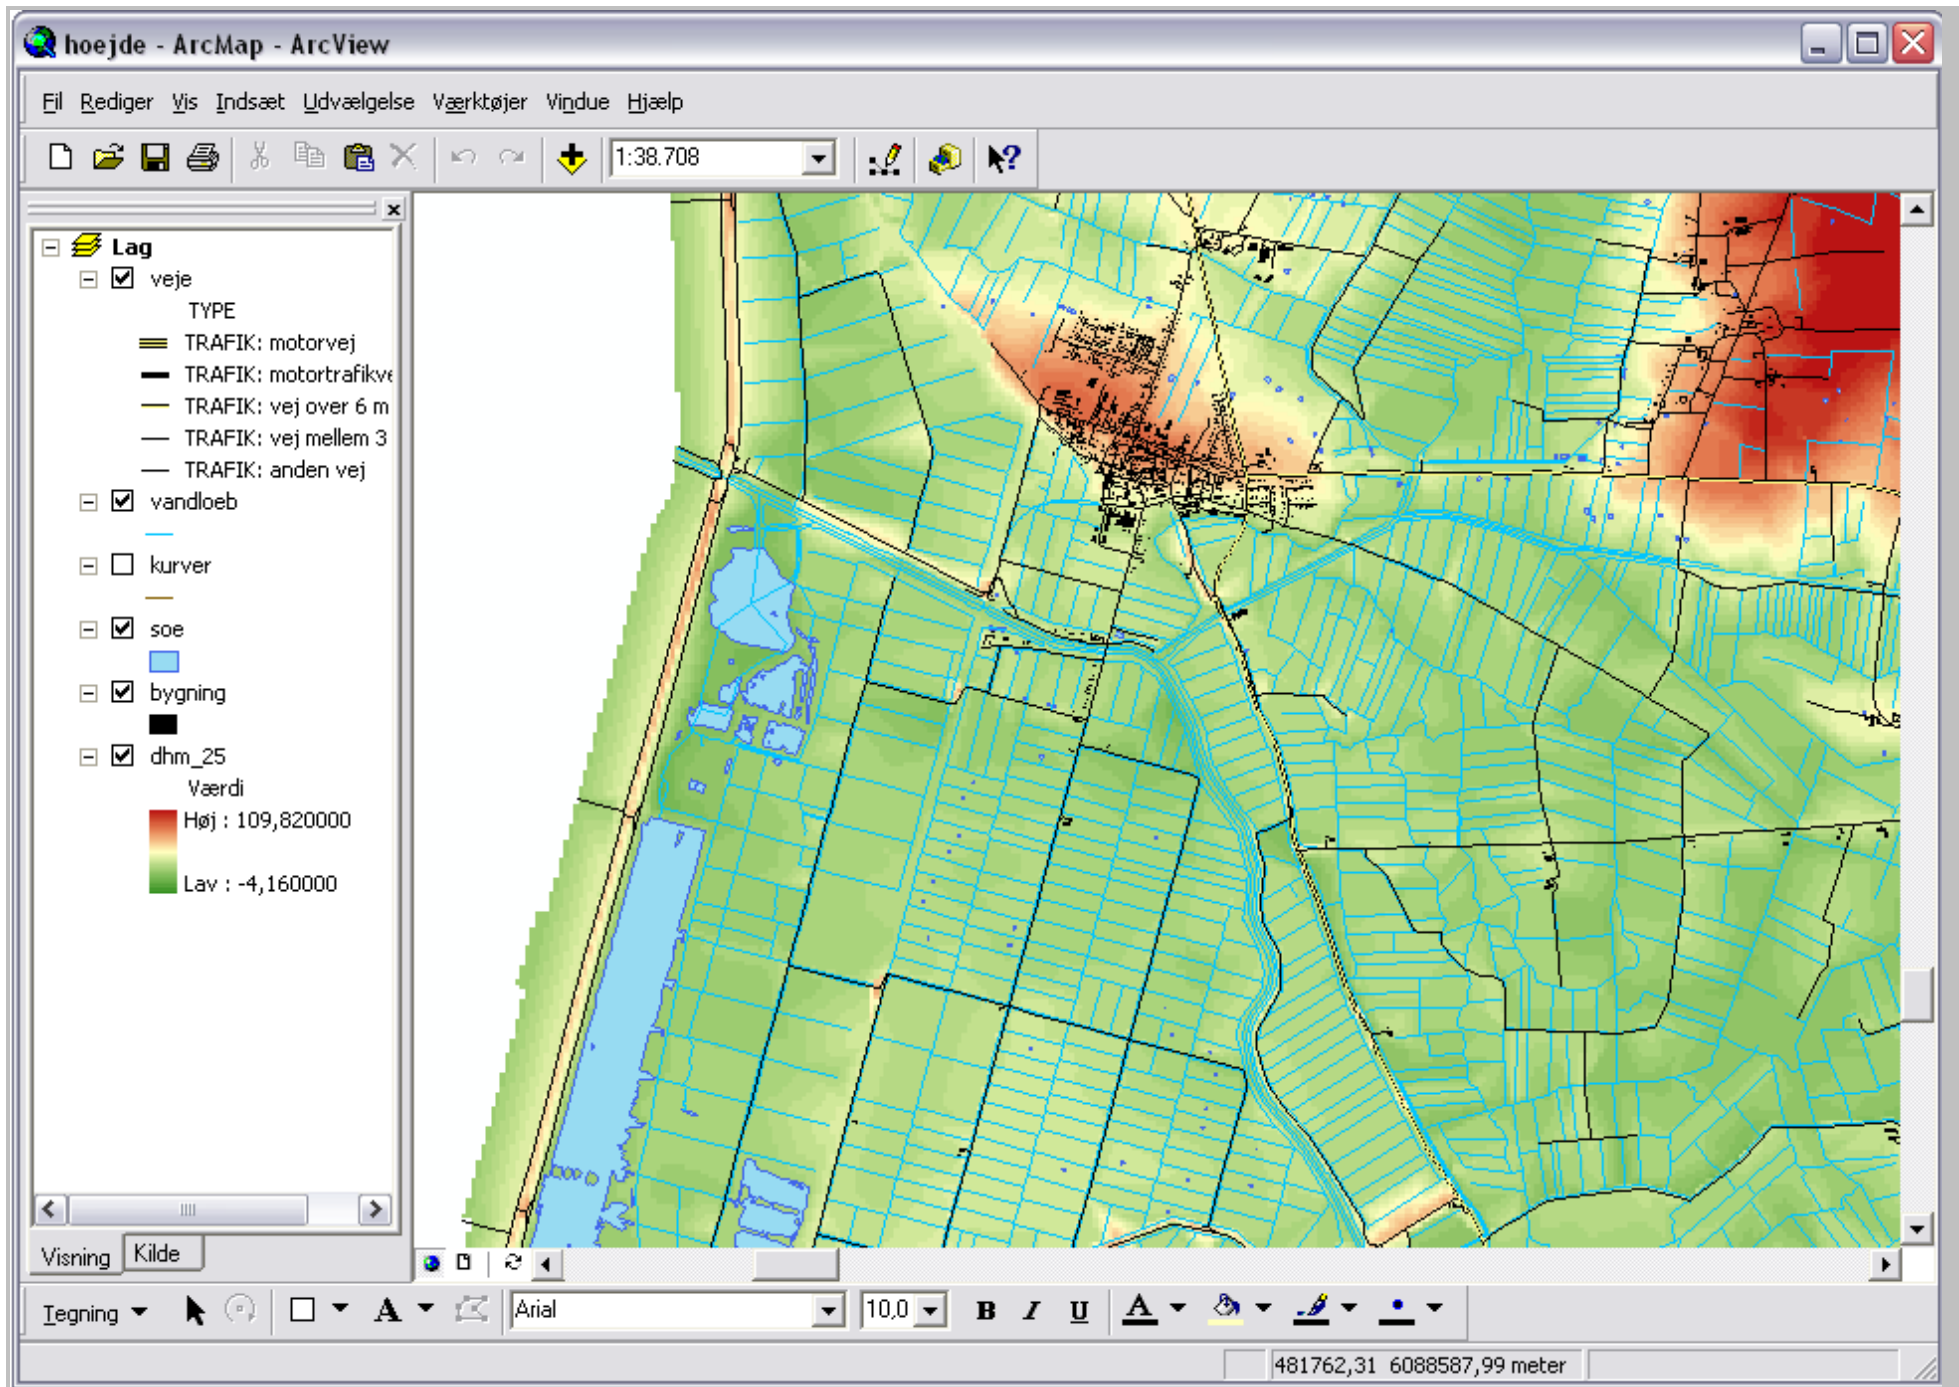 hoejde - ArcMap - ArcView
Fil Rediger Vis Indsæt Udvælgelse Værktøjer Vindue Hjælp
1:38.708
Lag
veje
TYPE
TRAFIK: motorvej
TRAFIK: motortrafikve
TRAFIK: vej over 6 m
TRAFIK: vej mellem 3
TRAFIK: anden vej
vandloeb
kurver
soe
bygning
dhm_25
Værdi
Høj : 109,820000
Lav : -4,160000
Visning Kilde
Tegning A Arial 10,0 B I U A
481762,31 6088587,99 meter